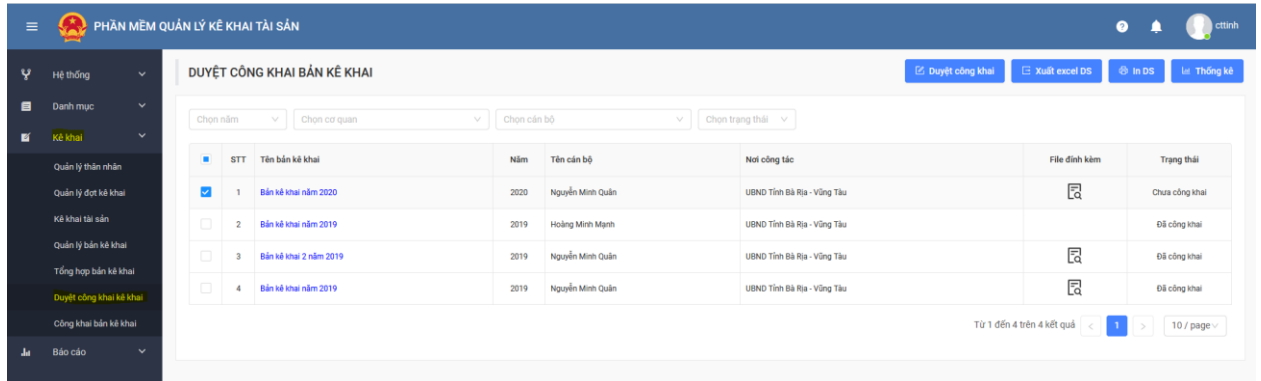 PHẦN MỀM QUẢN LÝ KÊ KHAI TÀI SẢN
cttinh
Hệ thống
Danh mục
Kê khai
Quản lý thân nhân
Quản lý đợt kê khai
Kê khai tài sản
Quản lý bản kê khai
Tổng hợp bản kê khai
Duyệt công khai kê khai
Công khai bản kê khai
Báo cáo
DUYỆT CÔNG KHAI BẢN KÊ KHAI
Duyệt công khai
Xuất excel DS
In DS
Thống kê
Chọn năm
Chọn cơ quan
Chọn cán bộ
Chọn trạng thái
STT Tên bản kê khai Năm Tên cán bộ Nơi công tác File đính kèm Trạng thái
1 Bản kê khai năm 2020 2020 Nguyễn Minh Quân UBND Tỉnh Bà Rịa - Vũng Tàu Chưa công khai
2 Bản kê khai năm 2019 2019 Hoàng Minh Mạnh UBND Tỉnh Bà Rịa - Vũng Tàu Đã công khai
3 Bản kê khai 2 năm 2019 2019 Nguyễn Minh Quân UBND Tỉnh Bà Rịa - Vũng Tàu Đã công khai
4 Bản kê khai năm 2019 2019 Nguyễn Minh Quân UBND Tỉnh Bà Rịa - Vũng Tàu Đã công khai
Từ 1 đến 4 trên 4 kết quả < 1 > 10 / page